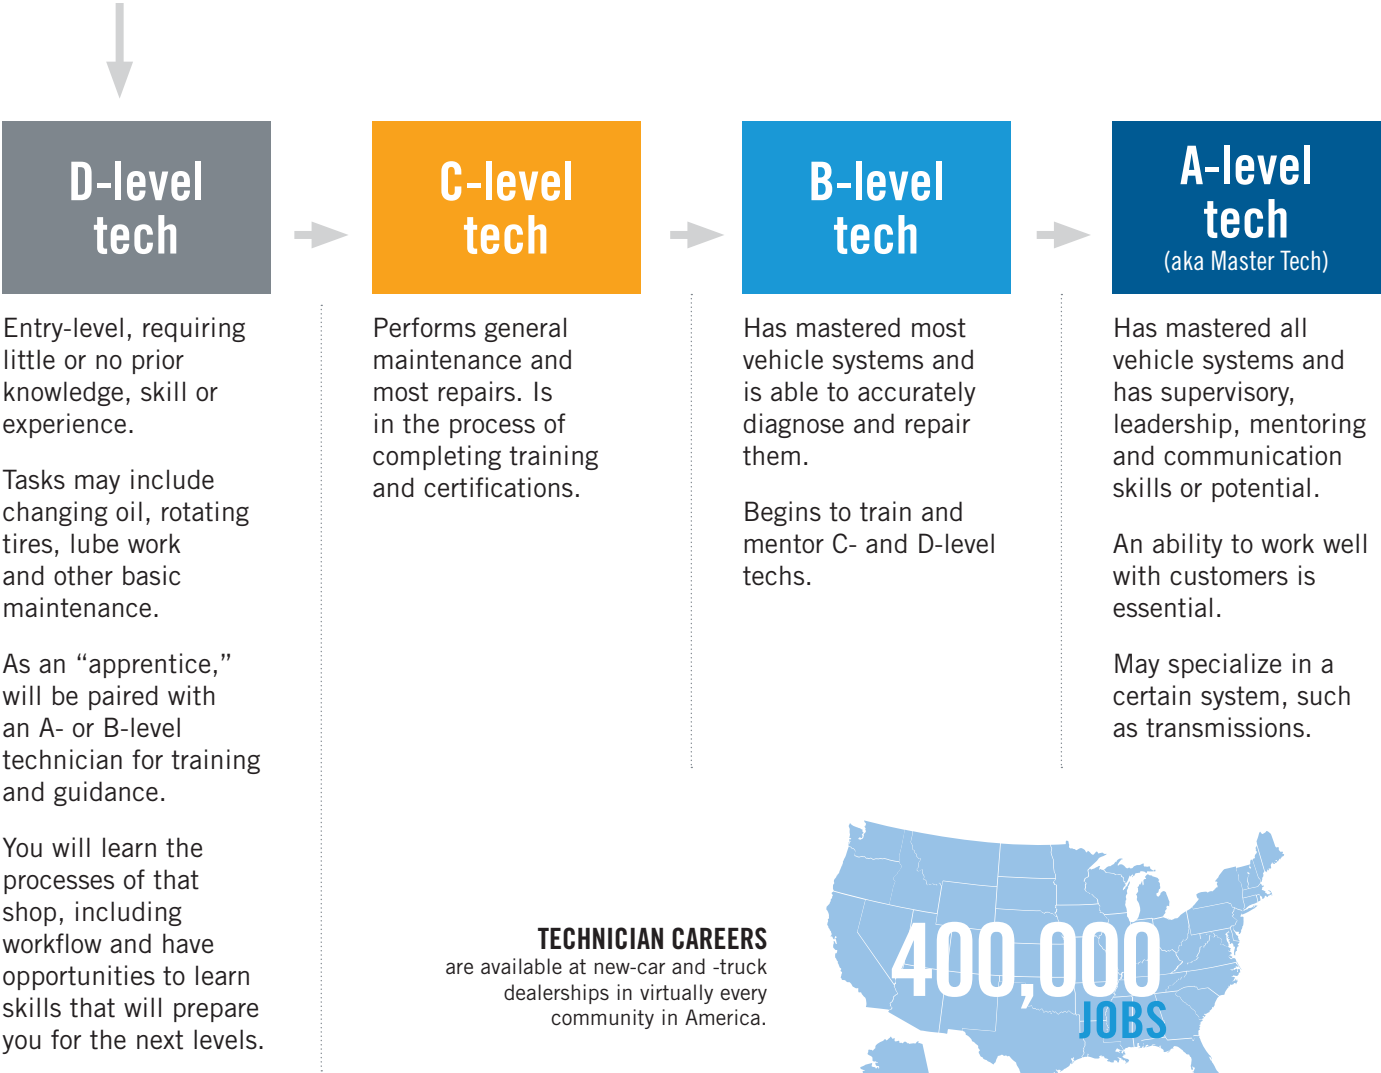 D-level
tech
Entry-level, requiring
little or no prior
knowledge, skill or
experience.
Tasks may include
changing oil, rotating
tires, lube work
and other basic
maintenance.
As an “apprentice,”
will be paired with
an A- or B-level
technician for training
and guidance.
You will learn the
processes of that
shop, including
workflow and have
opportunities to learn
skills that will prepare
you for the next levels.
C-level
tech
Performs general
maintenance and
most repairs. Is
in the process of
completing training
and certifications.
B-level
tech
Has mastered most
vehicle systems and
is able to accurately
diagnose and repair
them.
Begins to train and
mentor C- and D-level
techs.
A-level
tech
(aka Master Tech)
Has mastered all
vehicle systems and
has supervisory,
leadership, mentoring
and communication
skills or potential.
An ability to work well
with customers is
essential.
May specialize in a
certain system, such
as transmissions.
TECHNICIAN CAREERS
are available at new-car and -truck
dealerships in virtually every
community in America.
400,000
JOBS